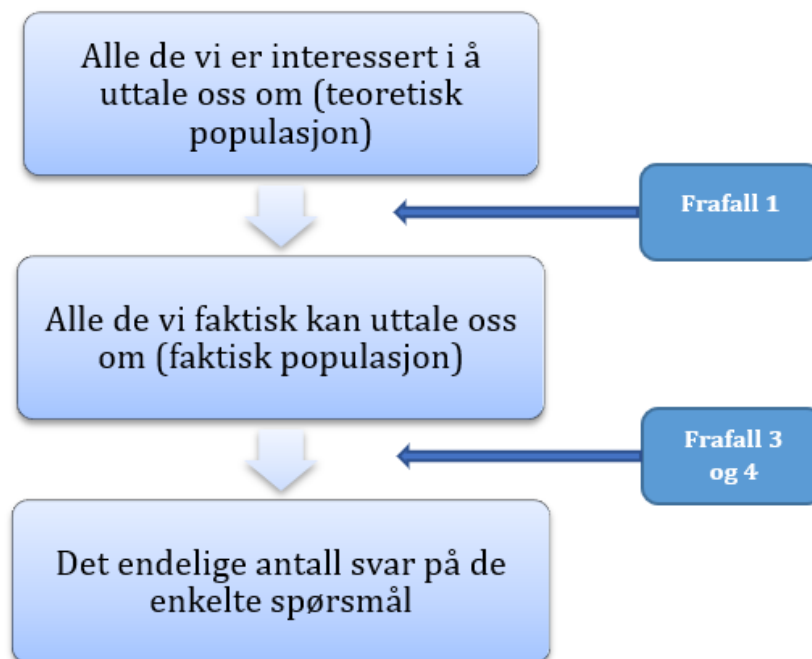 Alle de vi er interessert i å
uttale oss om (teoretisk
populasjon)
Frafall 1
Alle de vi faktisk kan uttale oss
om (faktisk populasjon)
Frafall 3
og 4
Det endelige antall svar på de
enkelte spørsmål